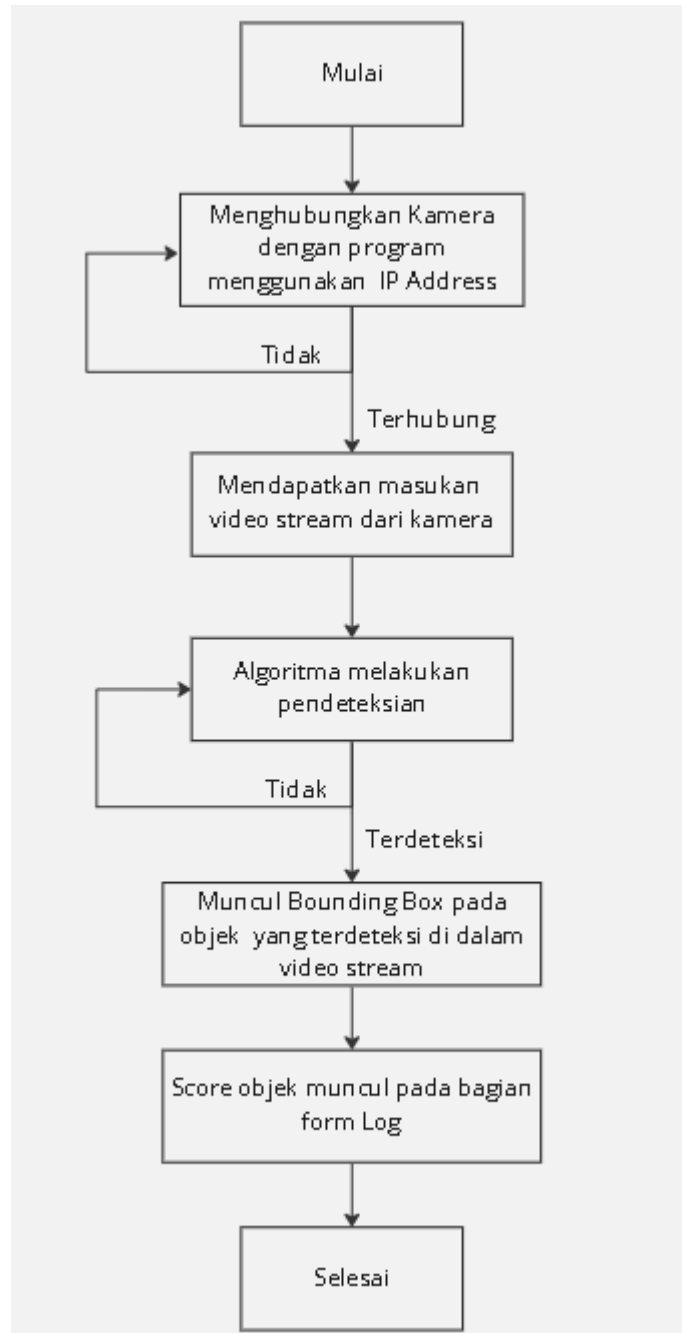 Mulai
Menghubungkan Kamera
dengan program
menggunakan IP Address
Tidak
Terhubung
Mendapatkan masukan
video stream dari kamera
Algoritma melakukan
pendeteksian
Tidak
Terdeteksi
Muncul Bounding Box pada
objek yang terdeteksi di dalam
video stream
Score objek muncul pada bagian
form Log
Selesai